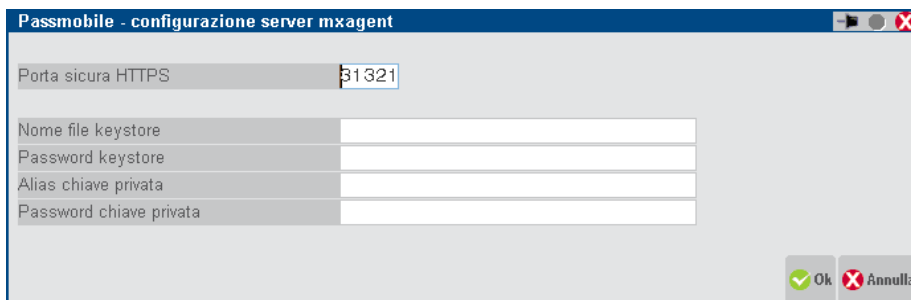 Passmobile - configurazione server mxagent
Porta sicura HTTPS 31321
Nome file keystore
Password keystore
Alias chiave privata
Password chiave privata
Ok Annulla